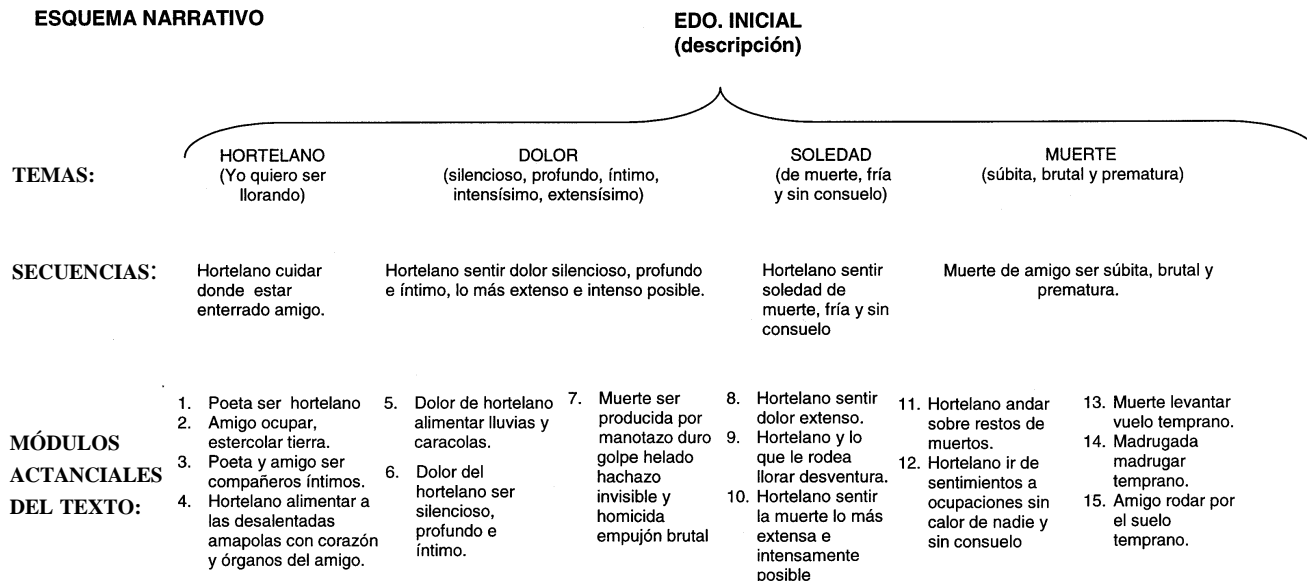 ESQUEMA NARRATIVO
EDO. INICIAL
(descripción)
TEMAS:
HORTELANO
(Yo quiero ser
llorando)
DOLOR
(silencioso, profundo, íntimo,
intensísimo, extensísimo)
SOLEDAD
(de muerte, fría
y sin consuelo)
MUERTE
(súbita, brutal y prematura)
SECUENCIAS:
Hortelano cuidar
donde estar
enterrado amigo.
Hortelano sentir dolor silencioso, profundo
e íntimo, lo más extenso e intenso posible.
Hortelano sentir
soledad de
muerte, fría y sin
consuelo
Muerte de amigo ser súbita, brutal y
prematura.
MÓDULOS
ACTANCIALES
DEL TEXTO:
1. Poeta ser hortelano
2. Amigo ocupar,
estercolar tierra.
3. Poeta y amigo ser
compañeros íntimos.
4. Hortelano alimentar a
las desalentadas
amapolas con corazón
y órganos del amigo.
5. Dolor de hortelano
alimentar lluvias y
caracolas.
6. Dolor del
hortelano ser
silencioso,
profundo e
íntimo.
7. Muerte ser
producida por
manotazo duro
golpe helado
hachazo
invisible y
homicida
empujón brutal
8. Hortelano sentir
dolor extenso.
9. Hortelano y lo
que le rodea
llorar desventura.
10. Hortelano sentir
la muerte lo más
extensa e
intensamente
posible
11. Hortelano andar
sobre restos de
muertos.
12. Hortelano ir de
sentimientos a
ocupaciones sin
calor de nadie y
sin consuelo
13. Muerte levantar
vuelo temprano.
14. Madrugada
madrugar
temprano.
15. Amigo rodar por
el suelo
temprano.